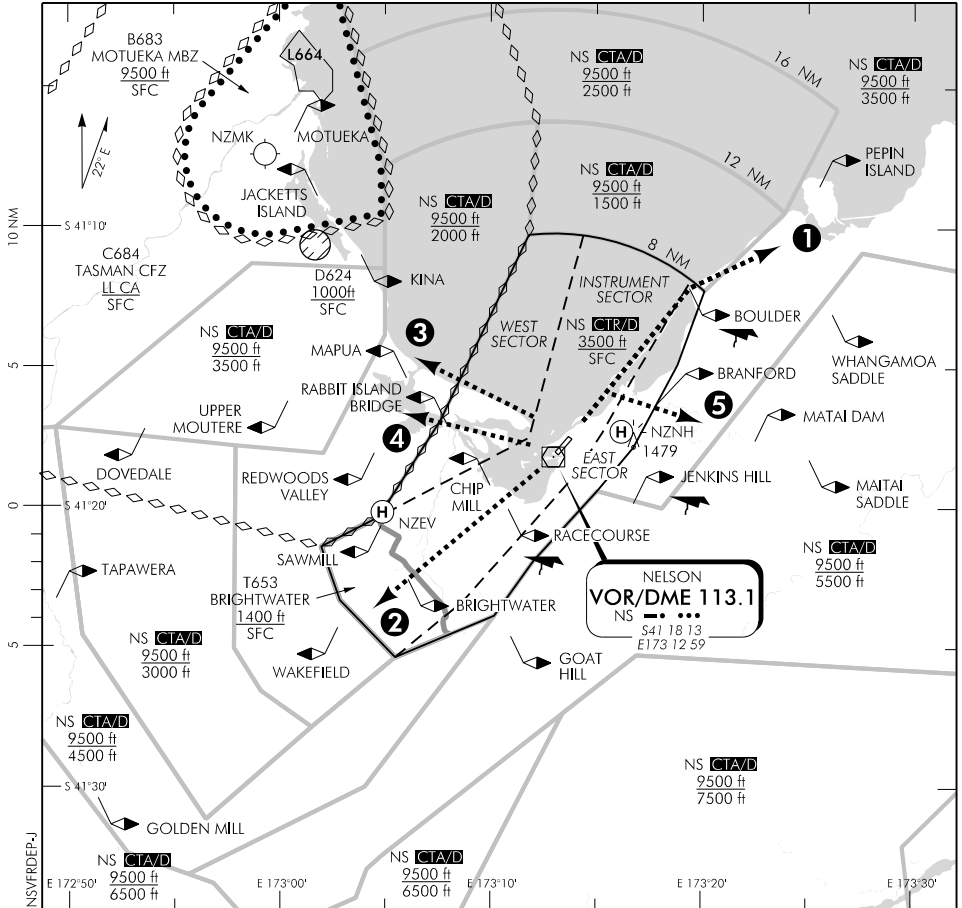 B683
MOTUEKA MBZ
9500 ft
SFC
L664
NS CTA/D
9500 ft
2500 ft
16 NM
NS CTA/D
9500 ft
3500 ft
22° E
NZMK
MOTUEKA
JACKETTS
ISLAND
NS CTA/D
9500 ft
1500 ft
12 NM
PEPIN
ISLAND
10 NM
S 41°10'
NS CTA/D
9500 ft
2000 ft
8 NM
1
C684
TASMAN CFZ
LL CA
SFC
D624
1000ft
SFC
KINA
INSTRUMENT
SECTOR
WEST
SECTOR
NS CTR/D
3500 ft
SFC
BOULDER
NS CTA/D
9500 ft
3500 ft
MAPUA
3
WHANGAMOA
SADDLE
5
RABBIT ISLAND
BRIDGE
BRANFORD
UPPER
MOUTERE
4
5
MATAI DAM
H
NZNH
1479
DOVEDALE
REDWOODS
VALLEY
CHIP
MILL
EAST
SECTOR
JENKINS HILL
MAITAI
SADDLE
0
S 41°20'
H
NZEV
RACECOURSE
SAWMILL
NS CTA/D
9500 ft
5500 ft
TAPAWERA
T653
BRIGHTWATER
1400 ft
SFC
BRIGHTWATER
NELSON
VOR/DME 113.1
NS
S41 18 13
E173 12 59
2
NS CTA/D
9500 ft
3000 ft
5
WAKEFIELD
GOAT
HILL
NS CTA/D
9500 ft
4500 ft
NS CTA/D
9500 ft
7500 ft
S 41°30'
GOLDEN MILL
NSVFRDEP-J
NS CTA/D
9500 ft
6500 ft
NS CTA/D
9500 ft
6500 ft
E 172°50'
E 173°00'
E 173°10'
E 173°20'
E 173°30'